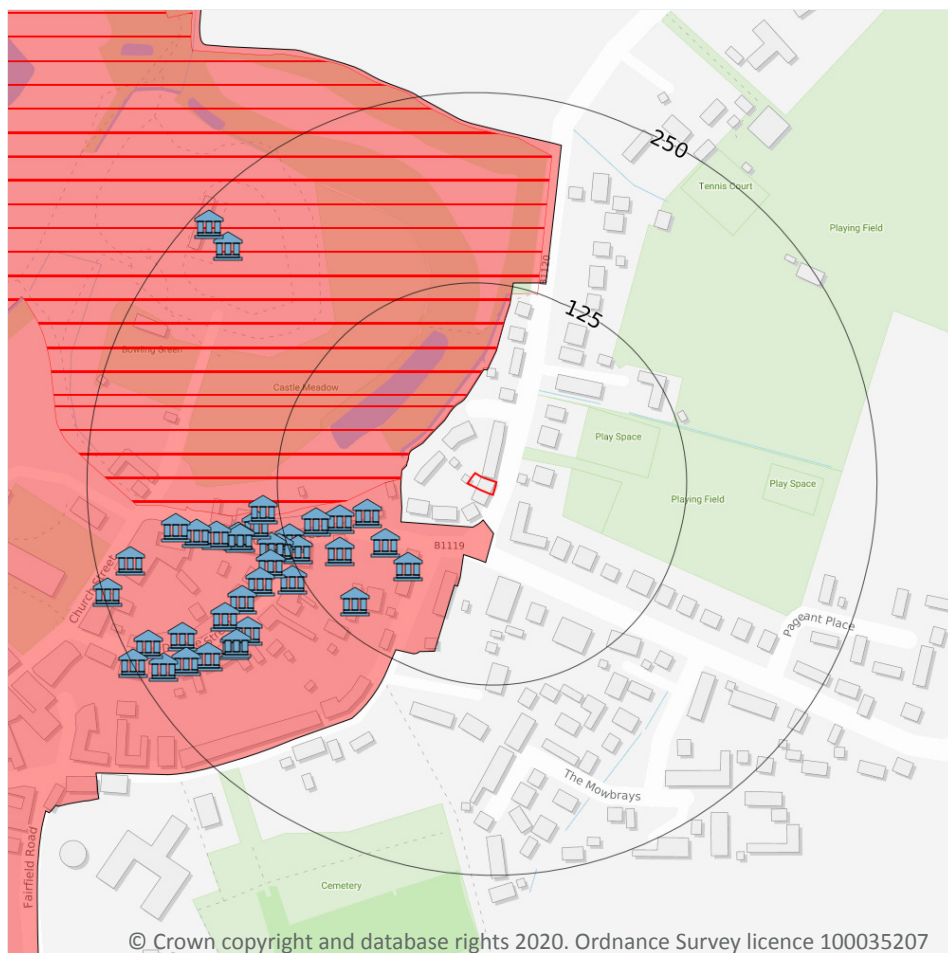 250
Tennis Court
Playing Field
B1120
125
Bowling Green
Castle Meadow
Play Space
Play Space
Playing Field
B1119
Church Street
Pageant Place
The Mowbrays
Fairfield Road
Cemetery
© Crown copyright and database rights 2020. Ordnance Survey licence 100035207